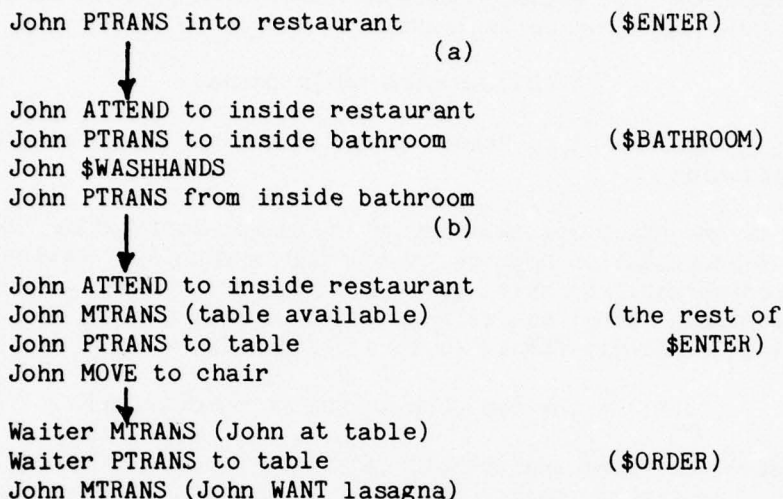 John PTRANS into restaurant ($ENTER)
(a)
John ATTEND to inside restaurant
John PTRANS to inside bathroom ($BATHROOM)
John $WASHHANDS
John PTRANS from inside bathroom
(b)
John ATTEND to inside restaurant
John MTRANS (table available) (the rest of
John PTRANS to table $ENTER)
John MOVE to chair
Waiter MTRANS (John at table)
Waiter PTRANS to table ($ORDER)
John MTRANS (John WANT lasagna)